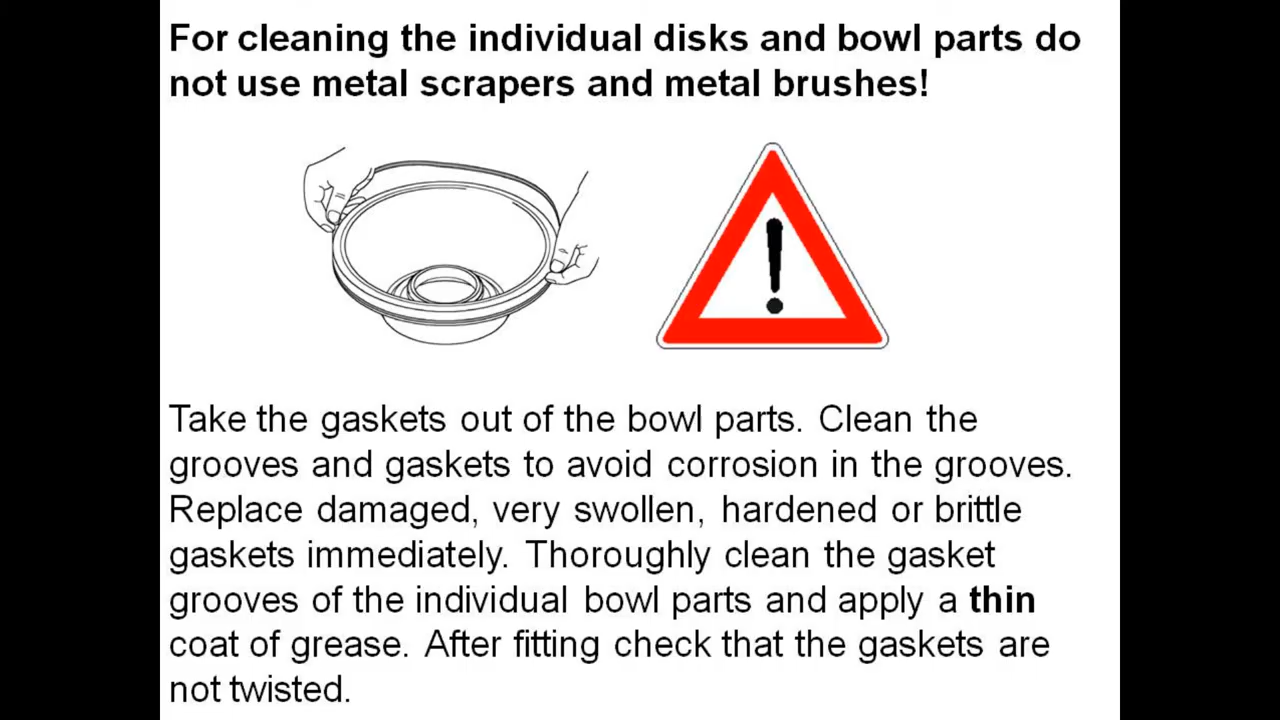 For cleaning the individual disks and bowl parts do
not use metal scrapers and metal brushes!
Take the gaskets out of the bowl parts. Clean the
grooves and gaskets to avoid corrosion in the grooves.
Replace damaged, very swollen, hardened or brittle
gaskets immediately. Thoroughly clean the gasket
grooves of the individual bowl parts and apply a thin
coat of grease. After fitting check that the gaskets are
not twisted.